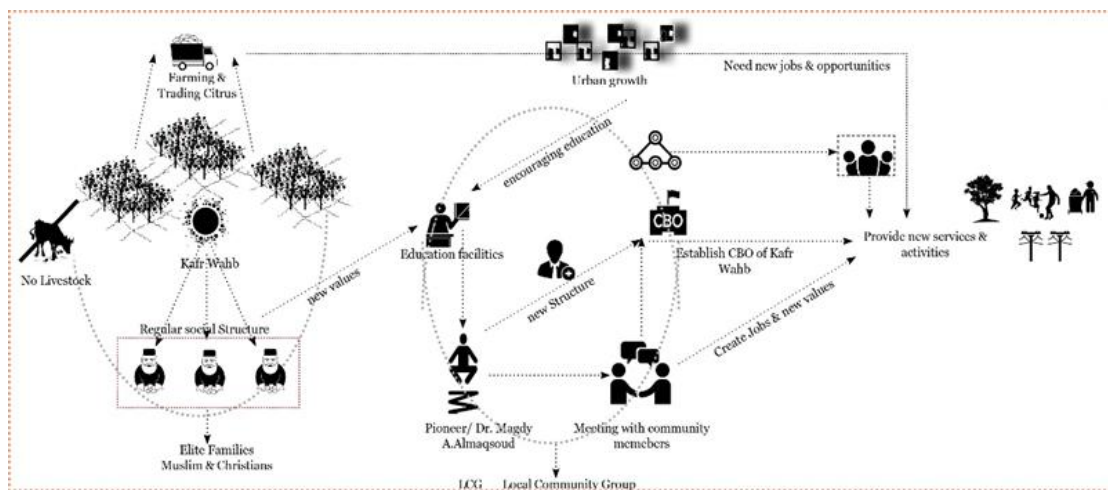 Farming &
Trading Citrus
Urban growth
Need new jobs & opportunities
encouraging education
CBO
No Livestock
Kafr Wahb
new values
Education facilities
Establish CBO of Kafr
Wahb
Provide new services &
activities
new Structure
Regular social Structure
Create Jobs & new values
Pioneer/ Dr. Magdy
A.Almaqsoud
Meeting with community
memebers
Elite Families
Muslim & Christians
LCG Local Community Group